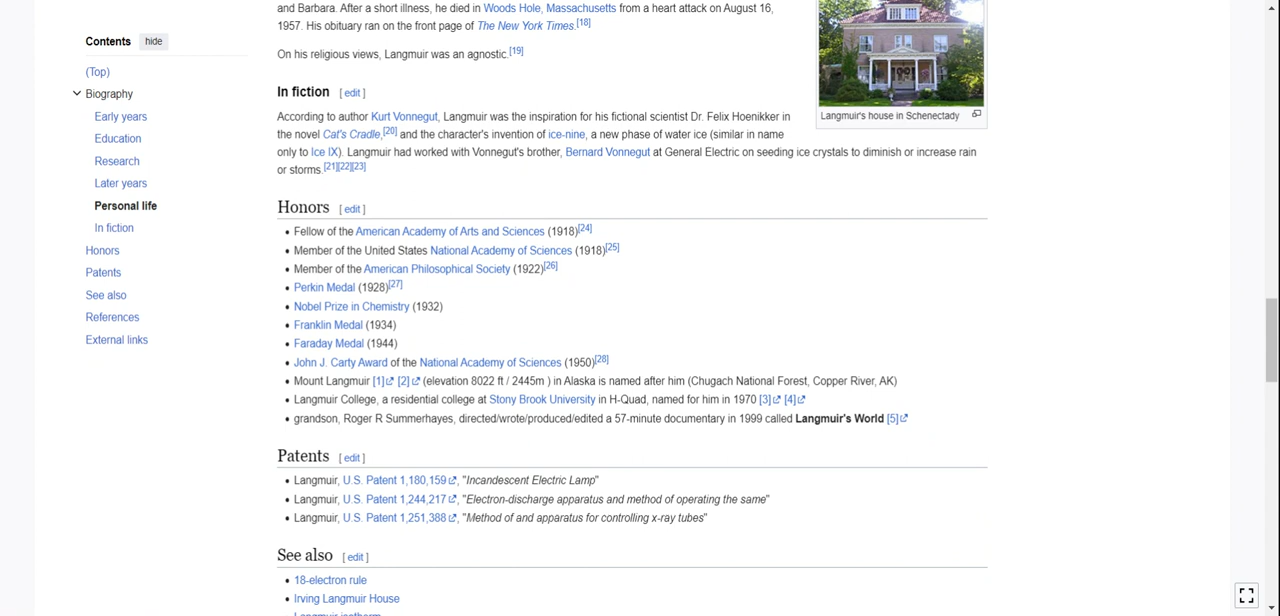 and Barbara. After a short illness, he died in Woods Hole, Massachusetts from a heart attack on August 16,
1957. His obituary ran on the front page of The New York Times.[18]
Contents hide
On his religious views, Langmuir was an agnostic.[19]
(Top)
Biography
In fiction [ edit ]
Early years
According to author Kurt Vonnegut, Langmuir was the inspiration for his fictional scientist Dr. Felix Hoenikker in
Langmuir's house in Schenectady
the novel Cat's Cradle,[20] and the character's invention of ice-nine, a new phase of water ice (similar in name
Education
only to Ice IX). Langmuir had worked with Vonnegut's brother, Bernard Vonnegut at General Electric on seeding ice crystals to diminish or increase rain
Research
or storms.[21][22][23]
Later years
Personal life
Honors [ edit ]
In fiction
Fellow of the American Academy of Arts and Sciences (1918)[24]
Honors
Member of the United States National Academy of Sciences (1918)[25]
Patents
Member of the American Philosophical Society (1922)[26]
See also
Perkin Medal (1928)[27]
Nobel Prize in Chemistry (1932)
References
Franklin Medal (1934)
External links
Faraday Medal (1944)
John J. Carty Award of the National Academy of Sciences (1950)[28]
Mount Langmuir [1] [2] (elevation 8022 ft / 2445m ) in Alaska is named after him (Chugach National Forest, Copper River, AK)
Langmuir College, a residential college at Stony Brook University in H-Quad, named for him in 1970 [3] [4]
grandson, Roger R Summerhayes, directed/wrote/produced/edited a 57-minute documentary in 1999 called Langmuir's World [5]
Patents [ edit ]
Langmuir, U.S. Patent 1,180,159, "Incandescent Electric Lamp"
Langmuir, U.S. Patent 1,244,217, "Electron-discharge apparatus and method of operating the same"
Langmuir, U.S. Patent 1,251,388, "Method of and apparatus for controlling x-ray tubes"
See also [ edit ]
18-electron rule
Irving Langmuir House
Langmuir isotherm